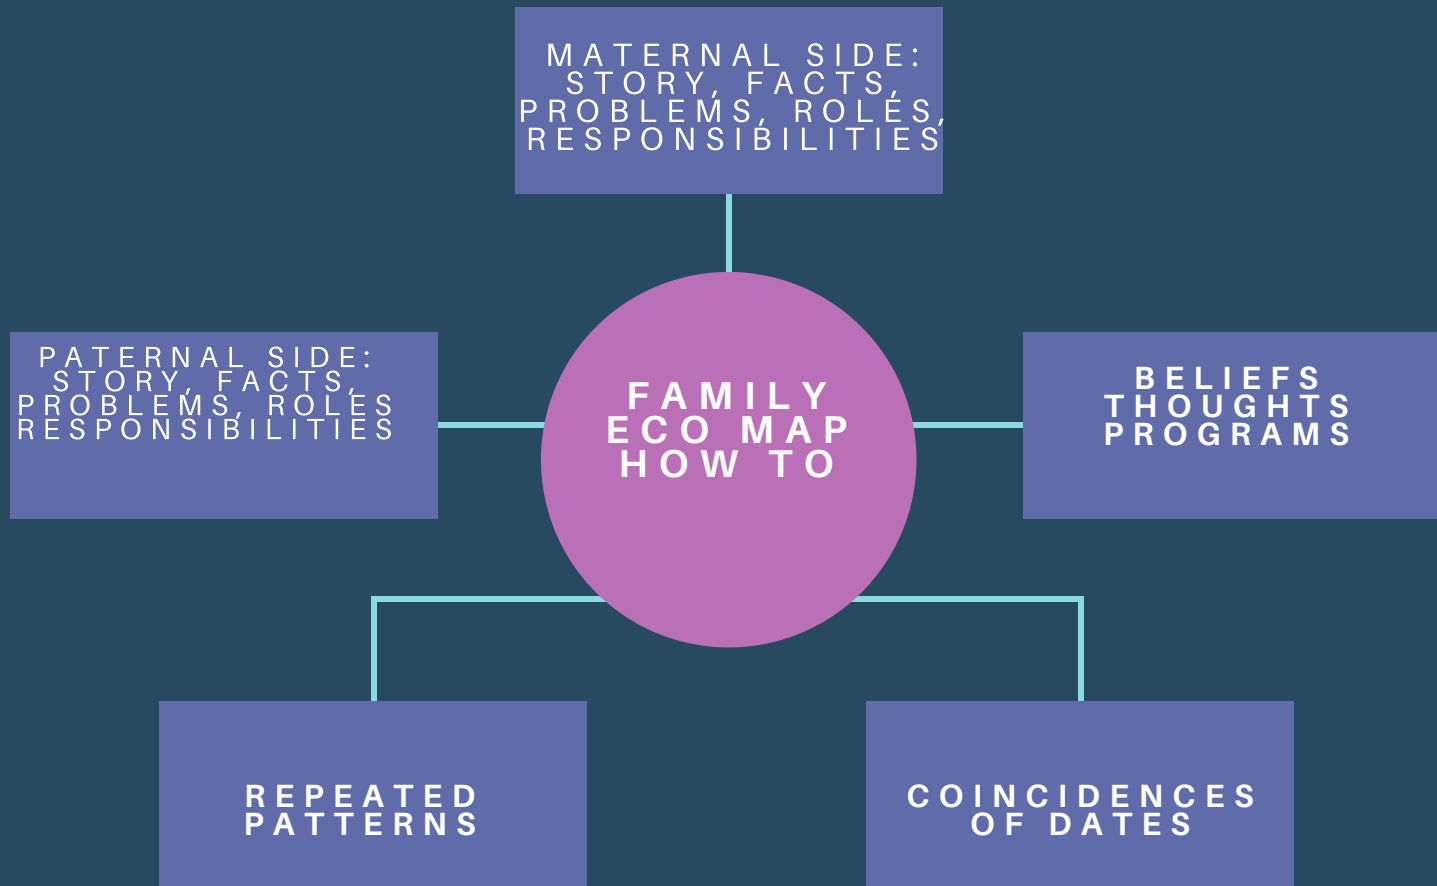 MATERNAL SIDE:
STORY, FACTS,
PROBLEMS, ROLES,
RESPONSIBILITIES
PATERNAL SIDE:
STORY, FACTS,
PROBLEMS, ROLES
RESPONSIBILITIES
FAMILY
ECO MAP
HOW TO
BELIEFS
THOUGHTS
PROGRAMS
REPEATED
PATTERNS
COINCIDENCES
OF DATES